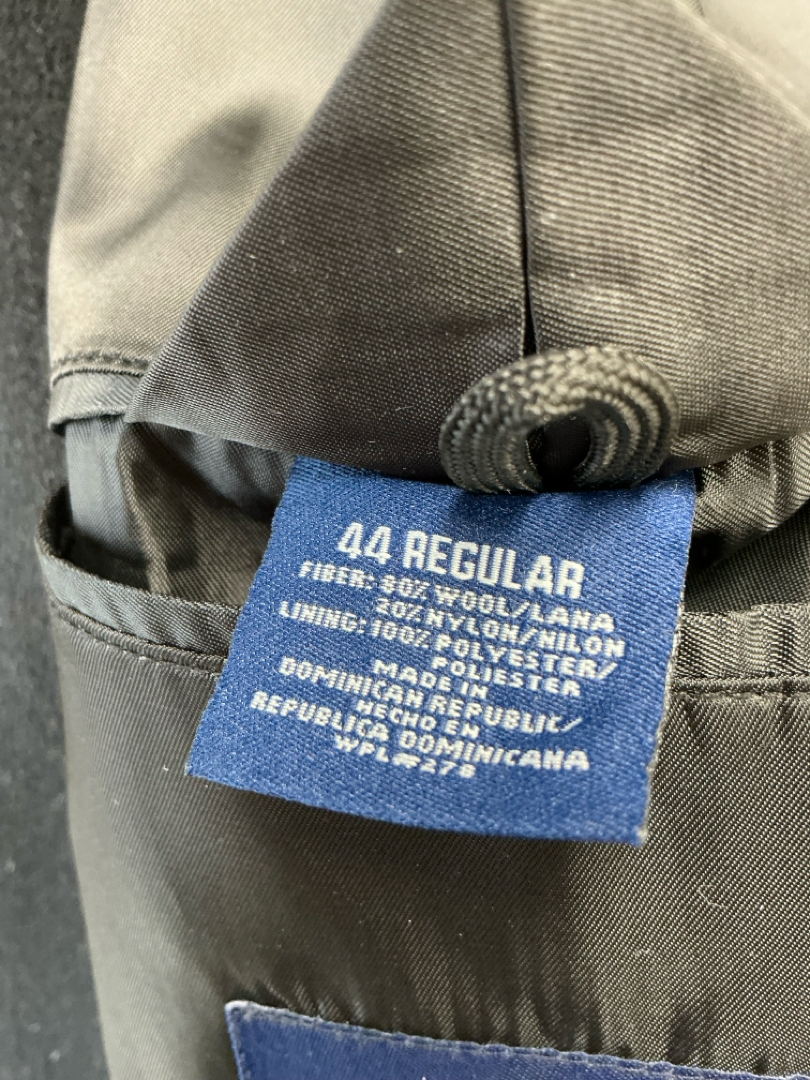 44 REGULAR
FIBER: 80% WOOL/LANA
20% NYLON/NILON
LINING: 100% POLYESTER/
POLIESTER
MADE IN
DOMINICAN REPUBLIC/
HECHO EN
REPUBLICA DOMINICANA
WPL#278